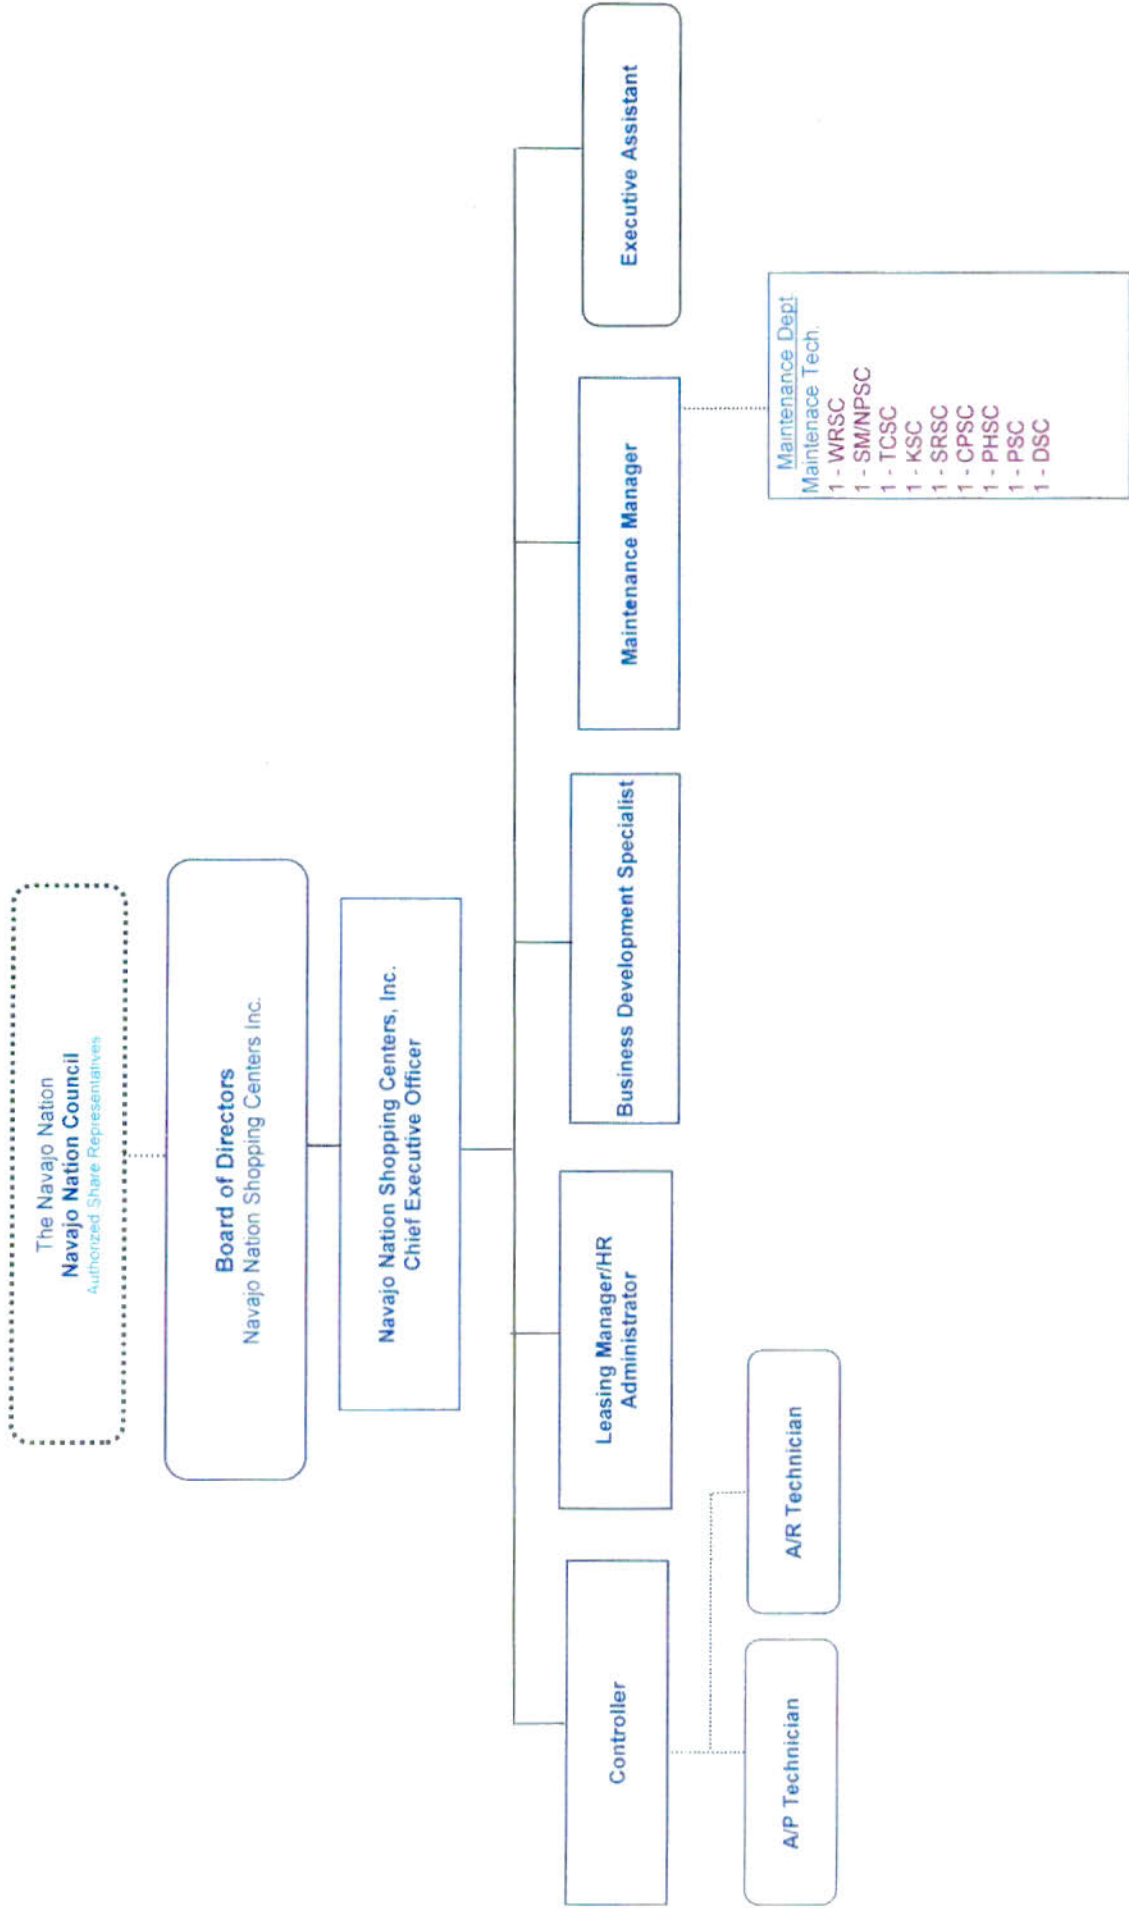 The Navajo Nation
Navajo Nation Council
Authorized Share Representatives
Board of Directors
Navajo Nation Shopping Centers Inc.
Navajo Nation Shopping Centers, Inc.
Chief Executive Officer
Controller
Leasing Manager/HR
Administrator
Business Development Specialist
Maintenance Manager
Executive Assistant
A/P Technician
A/R Technician
Maintenance Dept
Maintenace Tech.
1 - WRSC
1 - SM/NPSC
1 - TCSC
1 - KSC
1 - SRSC
1 - CPSC
1 - PHSC
1 - PSC
1 - DSC